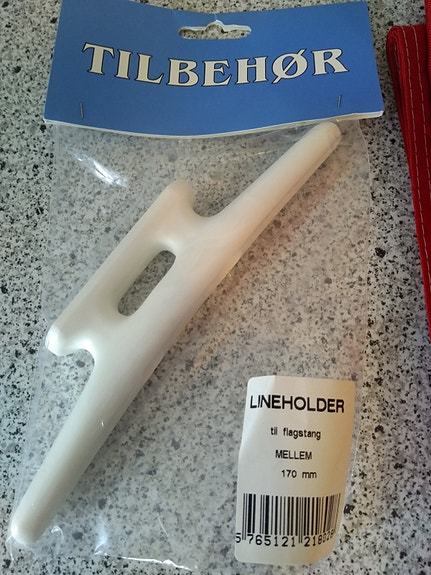 TILBEHØR
LINEHOLDER
til flagstang
MELLEM
170 mm